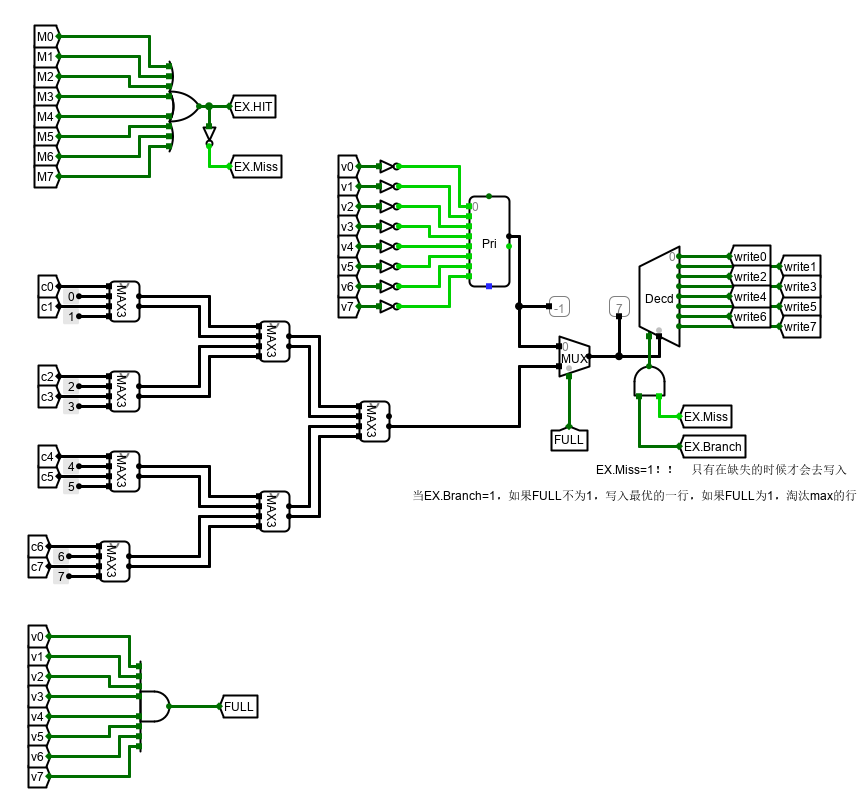 M0
M1
M2
M3
M4
M5
M6
M7
EX.HIT
EX.Miss
v0
v1
v2
v3
v4
v5
v6
v7
0
Pri
-1
7
0
MUX
FULL
0
Decd
write0
write1
write2
write3
write4
write5
write6
write7
EX.Miss
EX.Branch
EX.Miss=1！！ 只有在缺失的时候才会去写入
当EX.Branch=1，如果FULL不为1，写入最优的一行，如果FULL为1，淘汰max的行
c0
0
c1
1
MAX3
c2
2
c3
3
MAX3
MAX3
c4
4
c5
5
MAX3
c6
6
c7
7
MAX3
MAX3
MAX3
v0
v1
v2
v3
v4
v5
v6
v7
FULL